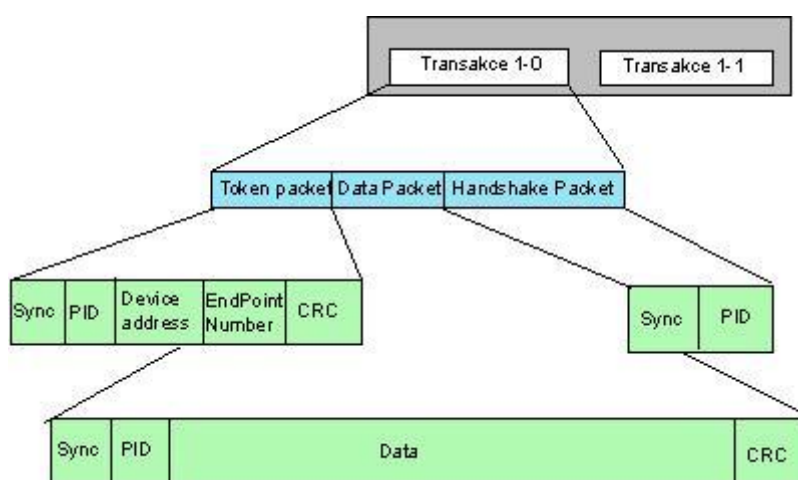 Transakce 1-0
Transakce 1-1
Token packet
Data Packet
Handshake Packet
Sync
PID
Device
address
EndPoint
Number
CRC
Sync
PID
Sync
PID
Data
CRC